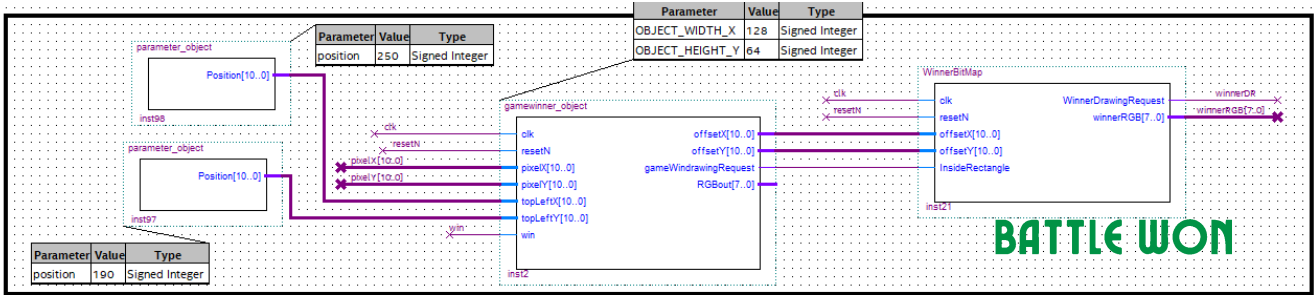 Parameter Value Type
OBJECT_WIDTH_X 128 Signed Integer
OBJECT_HEIGHT_Y 64 Signed Integer
Parameter Value Type
position 250 Signed Integer
parameter_object
Position[10..0]
inst98
parameter_object
Position[10..0]
inst97
Parameter Value Type
position 190 Signed Integer
gamewinner_object
clk
resetN
pixelX[10..0]
pixelY[10..0]
win
clk
resetN
pixelX[10..0]
pixelY[10..0]
topLeftX[10..0]
topLeftY[10..0]
win
offsetX[10..0]
offsetY[10..0]
gameWindrawingRequest
RGBout[7..0]
inst2
WinnerBitMap
clk
resetN
clk
resetN
offsetX[10..0]
offsetY[10..0]
InsideRectangle
WinnerDrawingRequest
winnerRGB[7..0]
winnerDR
winnerRGB[7..0]
inst21
BATTLE WON